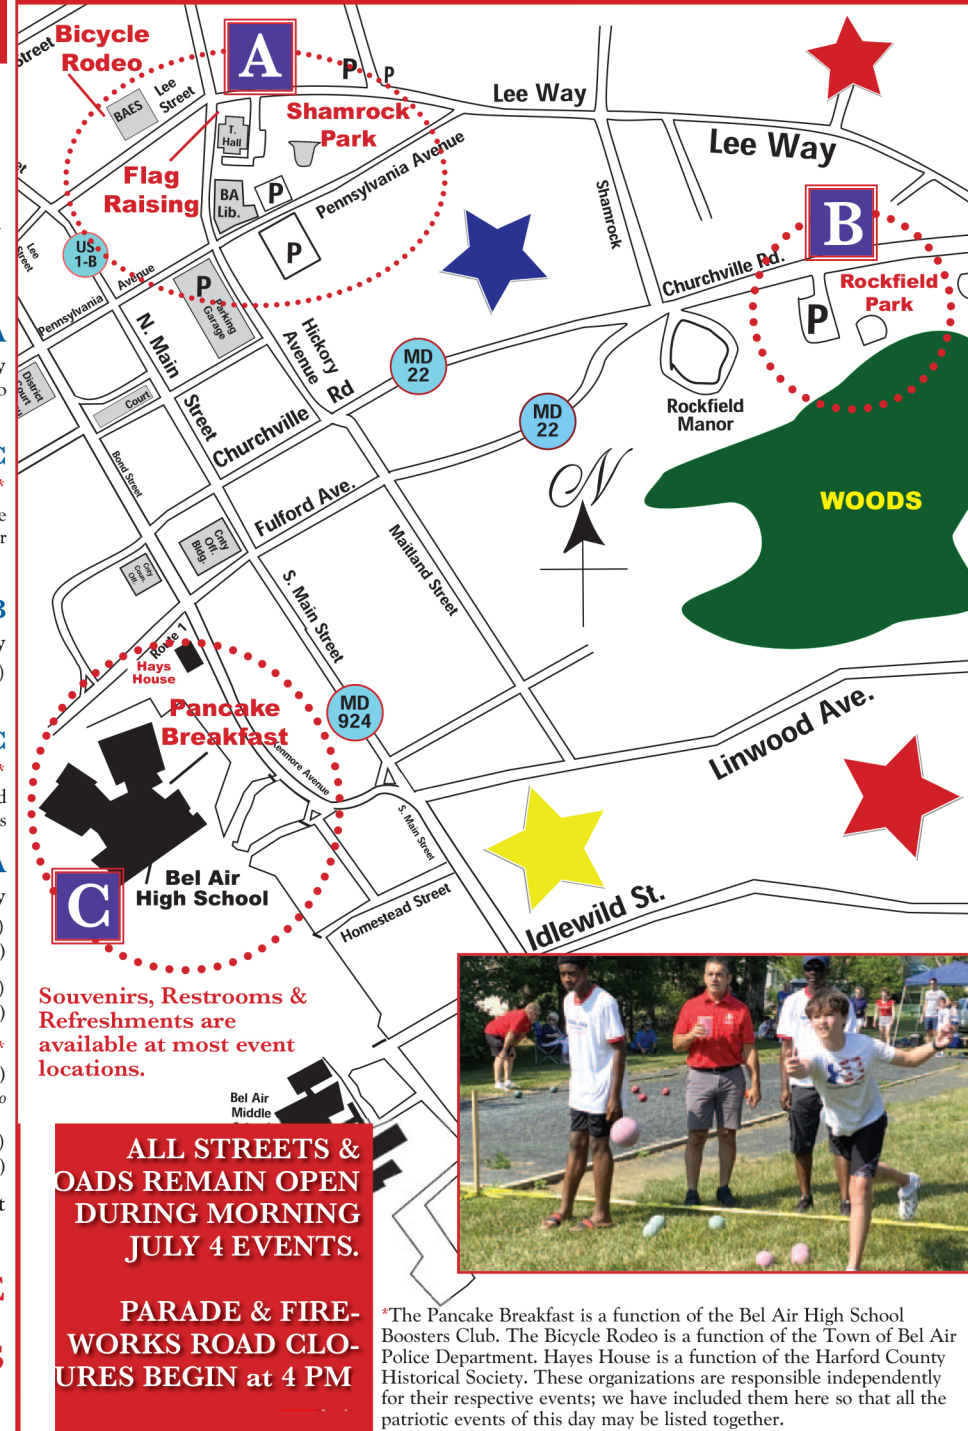 Street
Bicycle
Rodeo
A
P
P
Lee
Street
BAES
Lee Way
Shamrock
Park
T.
Hall
Lee Way
Flag
Raising
BA
Lib.
P
Pennsylvania Avenue
Shamrock
B
US
1-B
Lee
Street
P
Avenue
Pennsylvania
Churchville Rd.
Rockfield
Park
P
P
Parking
Garage
N. Main
Street
Hickory
Avenue
MD
22
Rd
Churchville
District
Court
Court
MD
22
Rockfield
Manor
N
WOODS
Bond Street
Fulford Ave.
Cnty
Off.
Bldg.
Maitland Street
Cnty
Coun.
Off.
S. Main Street
Route 1
Hays
House
MD
924
Pancake
Breakfast
Kenmore Avenue
Linwood Ave.
S. Main Street
Bel Air
High School
C
Homestead Street
Idlewild St.
Souvenirs, Restrooms &
Refreshments are
available at most event
locations.
Bel Air
Middle
ALL STREETS &
OADS REMAIN OPEN
DURING MORNING
JULY 4 EVENTS.
PARADE & FIRE-
WORKS ROAD CLO-
URES BEGIN at 4 PM
*The Pancake Breakfast is a function of the Bel Air High School
Boosters Club. The Bicycle Rodeo is a function of the Town of Bel Air
Police Department. Hayes House is a function of the Harford County
Historical Society. These organizations are responsible independently
for their respective events; we have included them here so that all the
patriotic events of this day may be listed together.